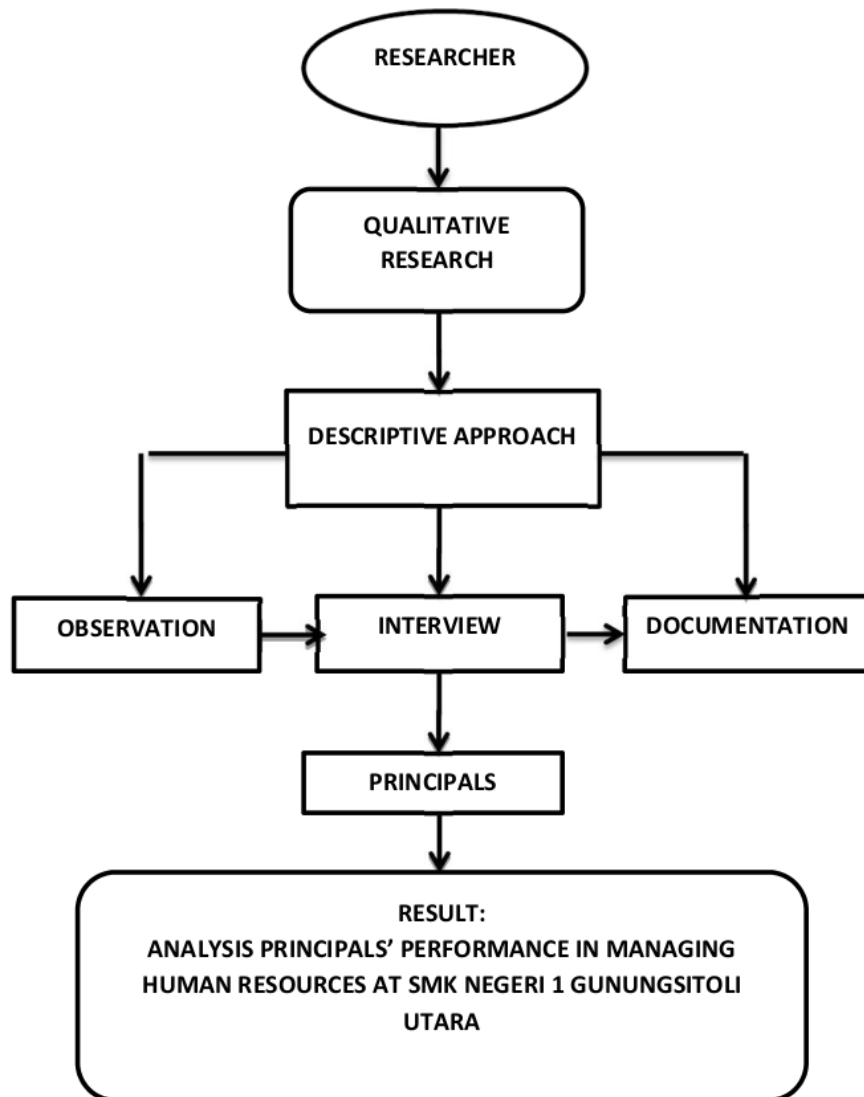 RESEARCHER
QUALITATIVE
RESEARCH
DESCRIPTIVE APPROACH
OBSERVATION
INTERVIEW
DOCUMENTATION
PRINCIPALS
RESULT:
ANALYSIS PRINCIPALS’ PERFORMANCE IN MANAGING
HUMAN RESOURCES AT SMK NEGERI 1 GUNUNGSITOLI
UTARA